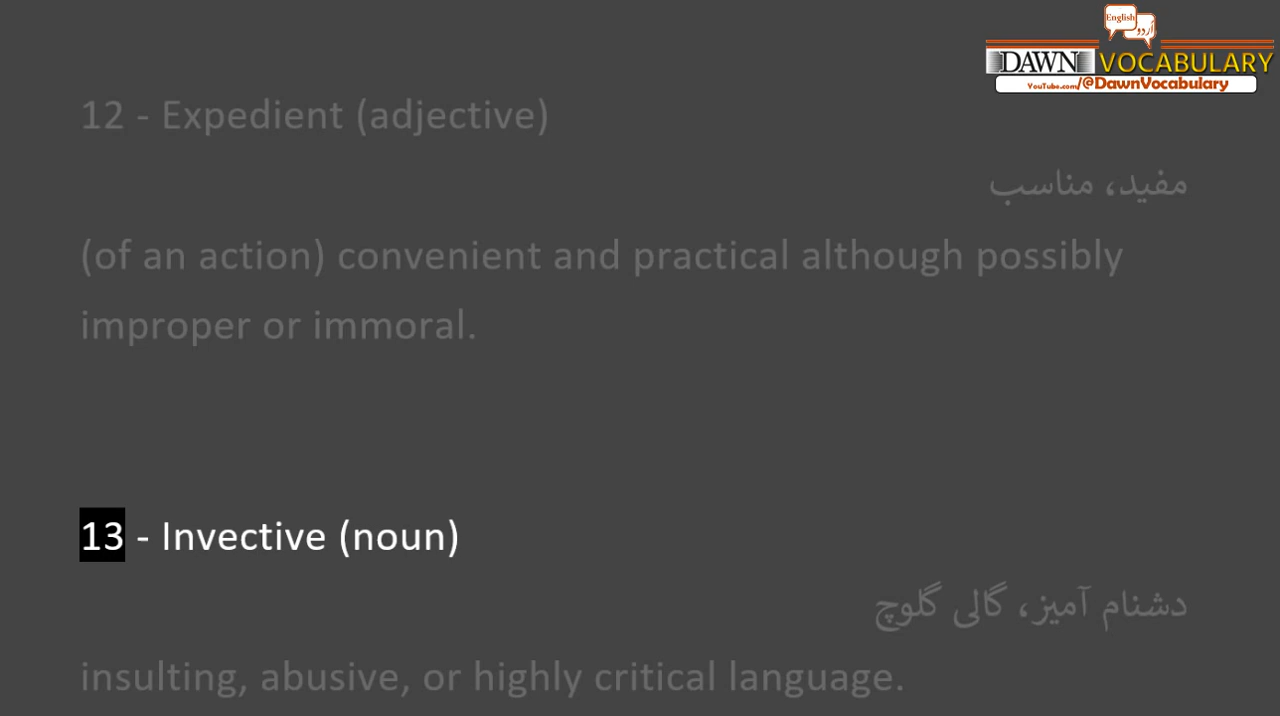 English
اُردو
DAWN VOCABULARY
YouTube.com/@DawnVocabulary
12 - Expedient (adjective)
مفید، مناسب
(of an action) convenient and practical although possibly
improper or immoral.
13 - Invective (noun)
دشنام آمیز، گالی گلوچ
insulting, abusive, or highly critical language.